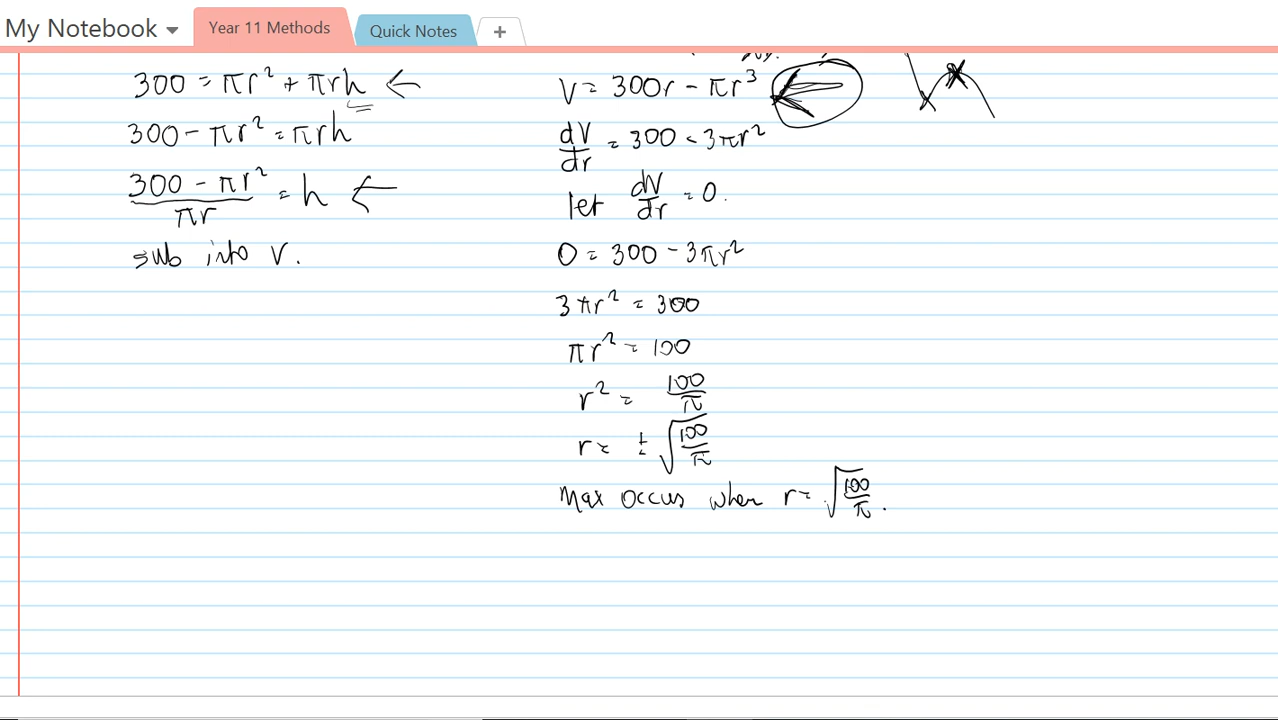 My Notebook
Year 11 Methods
Quick Notes
300 = πr² + πrh
300 - πr² = πrh
(300 - πr²)/πr = h
sub into V.
V = 300r - πr³
dV/dr = 300 - 3πr²
let dV/dr = 0.
0 = 300 - 3πr²
3πr² = 300
πr² = 100
r² = 100/π
r = ± √(100/π)
Max occus when r = √(100/π).